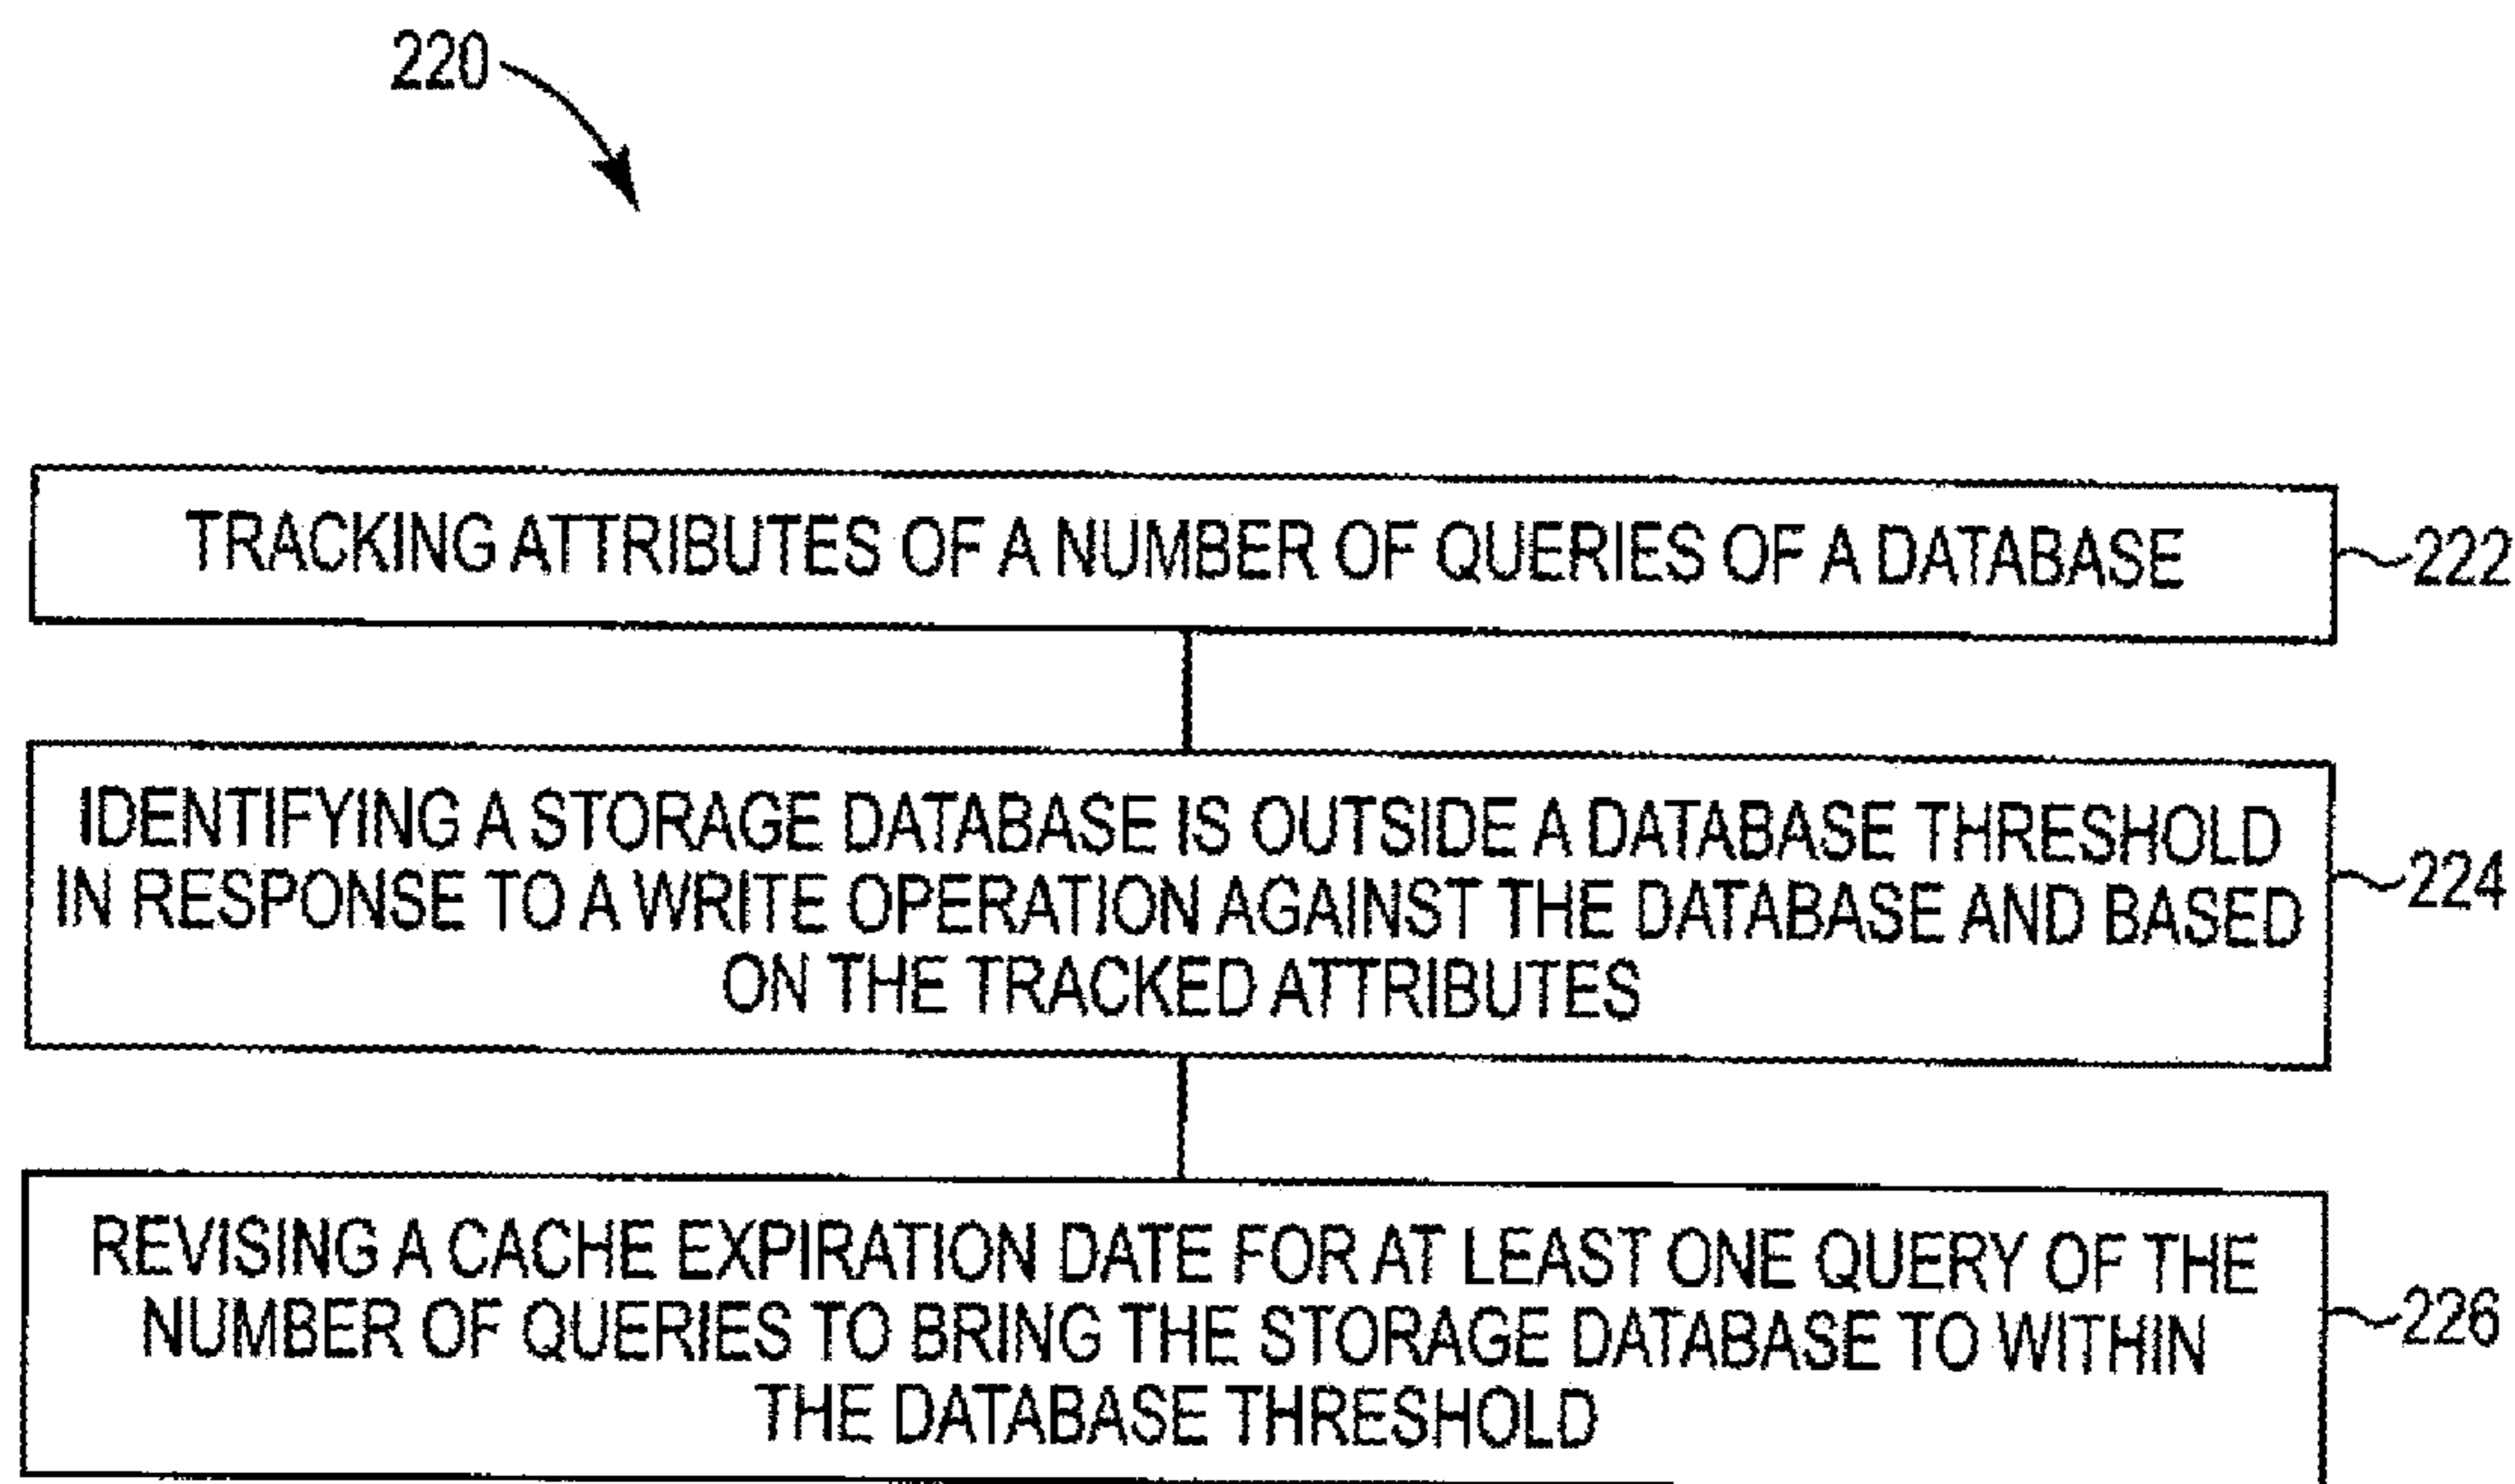 220
TRACKING ATTRIBUTES OF A NUMBER OF QUERIES OF A DATABASE
222
IDENTIFYING A STORAGE DATABASE IS OUTSIDE A DATABASE THRESHOLD
IN RESPONSE TO A WRITE OPERATION AGAINST THE DATABASE AND BASED
ON THE TRACKED ATTRIBUTES
224
REVISING A CACHE EXPIRATION DATE FOR AT LEAST ONE QUERY OF THE
NUMBER OF QUERIES TO BRING THE STORAGE DATABASE TO WITHIN
THE DATABASE THRESHOLD
226